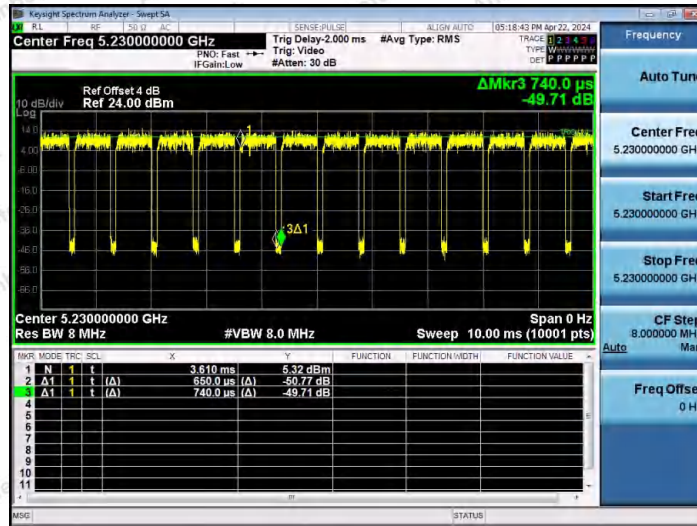 Keysight Spectrum Analyzer - Swept SA
RL RF 50 Ω AC SENSE:PULSE ALIGN AUTO 05:18:43 PM Apr 22, 2024
Center Freq 5.230000000 GHz
PNO: Fast
IFGain:Low
Trig Delay-2.000 ms
Trig: Video
#Atten: 30 dB
#Avg Type: RMS
TRACE 1 2 3 4 5 6
TYPE
DET P P P P P P
Ref Offset 4 dB
10 dB/div Ref 24.00 dBm
Log
ΔMkr3 740.0 µs
-49.71 dB
14.0
4.00
-6.00
-16.0
-26.0
-36.0
-46.0
-56.0
-66.0
1
3Δ1
Center 5.230000000 GHz Span 0 Hz
Res BW 8 MHz #VBW 8.0 MHz Sweep 10.00 ms (10001 pts)
MKR MODE TRC SCL X Y FUNCTION FUNCTION WIDTH FUNCTION VALUE
1 N 1 t 3.610 ms 5.32 dBm
2 Δ1 1 t (Δ) 650.0 µs (Δ) -50.77 dB
3 Δ1 1 t (Δ) 740.0 µs (Δ) -49.71 dB
4
5
6
7
8
9
10
11
MSG STATUS
Frequency
Auto Tun
Center Fre
5.230000000 GH
Start Fre
5.230000000 GH
Stop Fre
5.230000000 GH
CF Ste
8.000000 MH
Auto Ma
Freq Offse
0 H